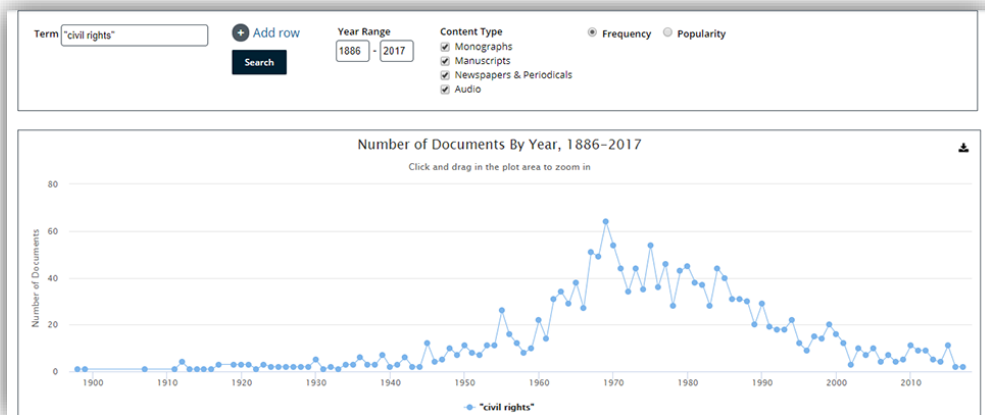 Term "civil rights"
+ Add row
Search
Year Range
1886 - 2017
Content Type
Monographs
Manuscripts
Newspapers & Periodicals
Audio
Frequency Popularity
Number of Documents By Year, 1886–2017
Click and drag in the plot area to zoom in
Number of Documents
80
60
40
20
0
1900 1910 1920 1930 1940 1950 1960 1970 1980 1990 2000 2010
"civil rights"